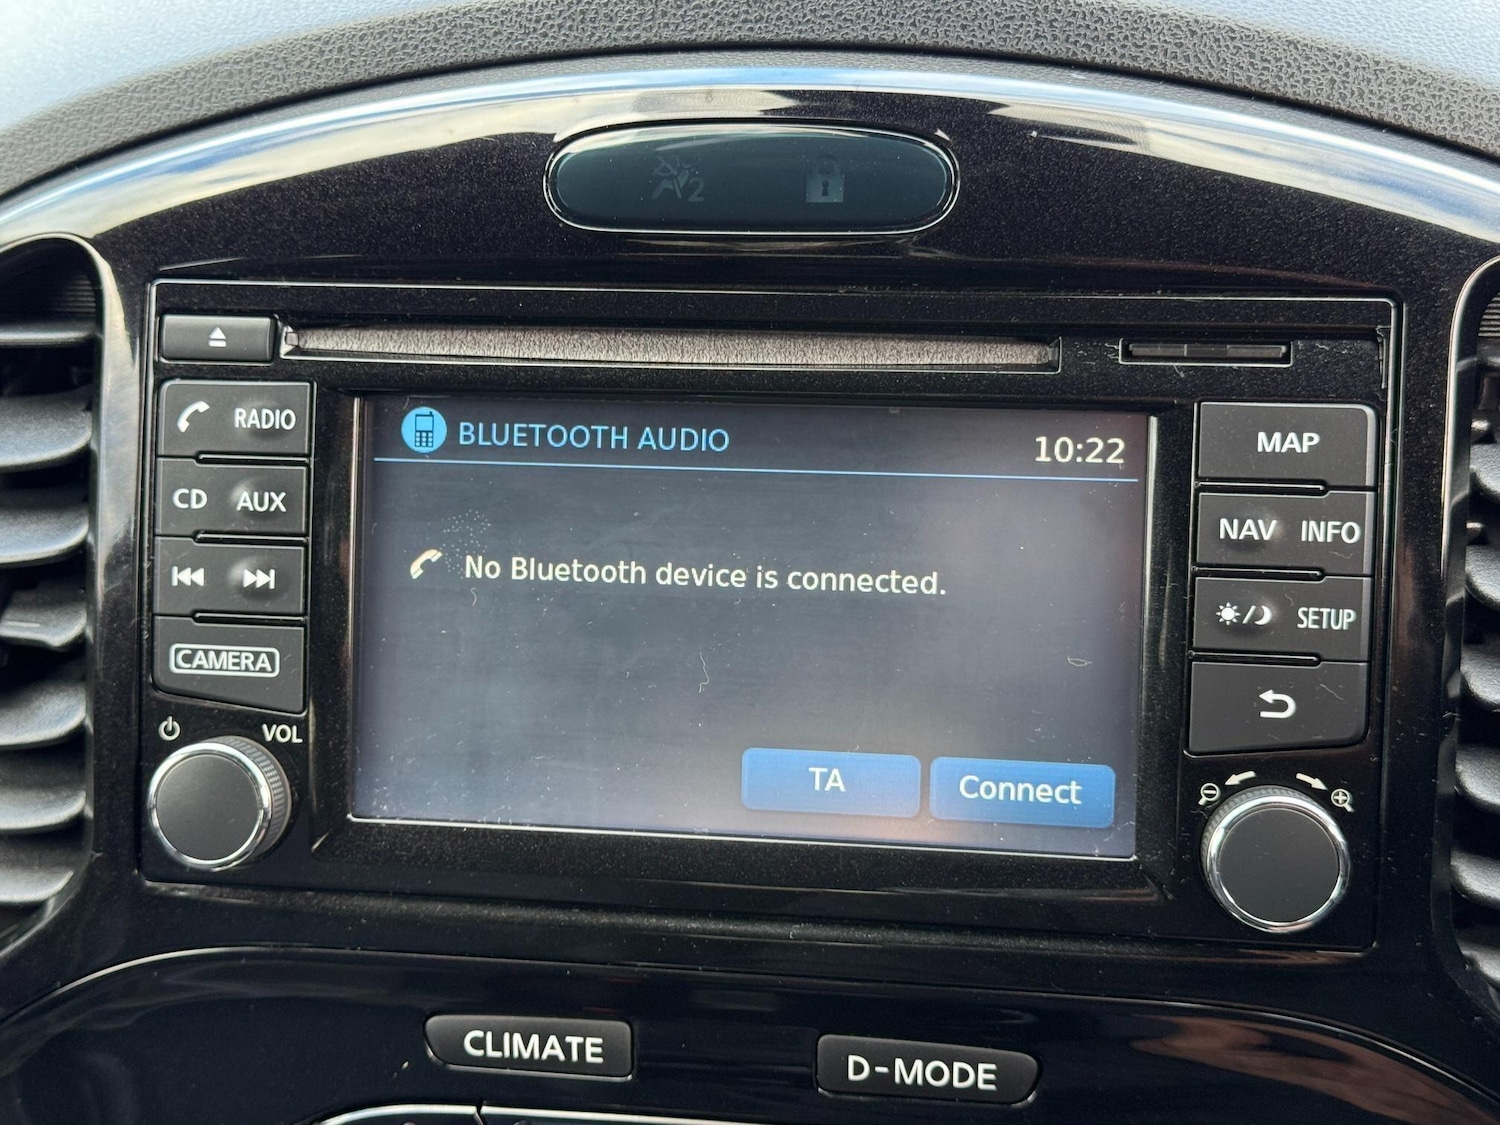 2
RADIO
CD AUX
CAMERA
VOL
BLUETOOTH AUDIO 10:22
No Bluetooth device is connected.
TA Connect
MAP
NAV INFO
SETUP
CLIMATE
D-MODE